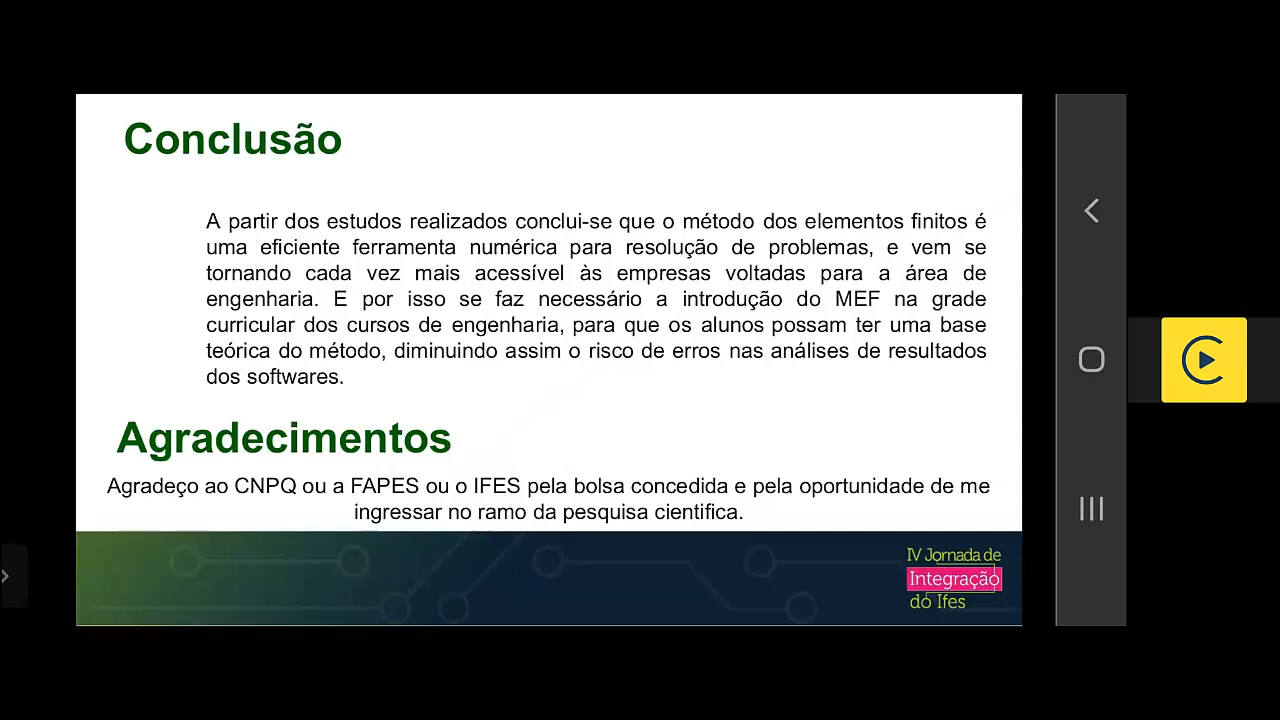 Conclusão
A partir dos estudos realizados conclui-se que o método dos elementos finitos é
uma eficiente ferramenta numérica para resolução de problemas, e vem se
tornando cada vez mais acessível às empresas voltadas para a área de
engenharia. E por isso se faz necessário a introdução do MEF na grade
curricular dos cursos de engenharia, para que os alunos possam ter uma base
teórica do método, diminuindo assim o risco de erros nas análises de resultados
dos softwares.
Agradecimentos
Agradeço ao CNPQ ou a FAPES ou o IFES pela bolsa concedida e pela oportunidade de me
ingressar no ramo da pesquisa cientifica.
IV Jornada de
Integração
do Ifes